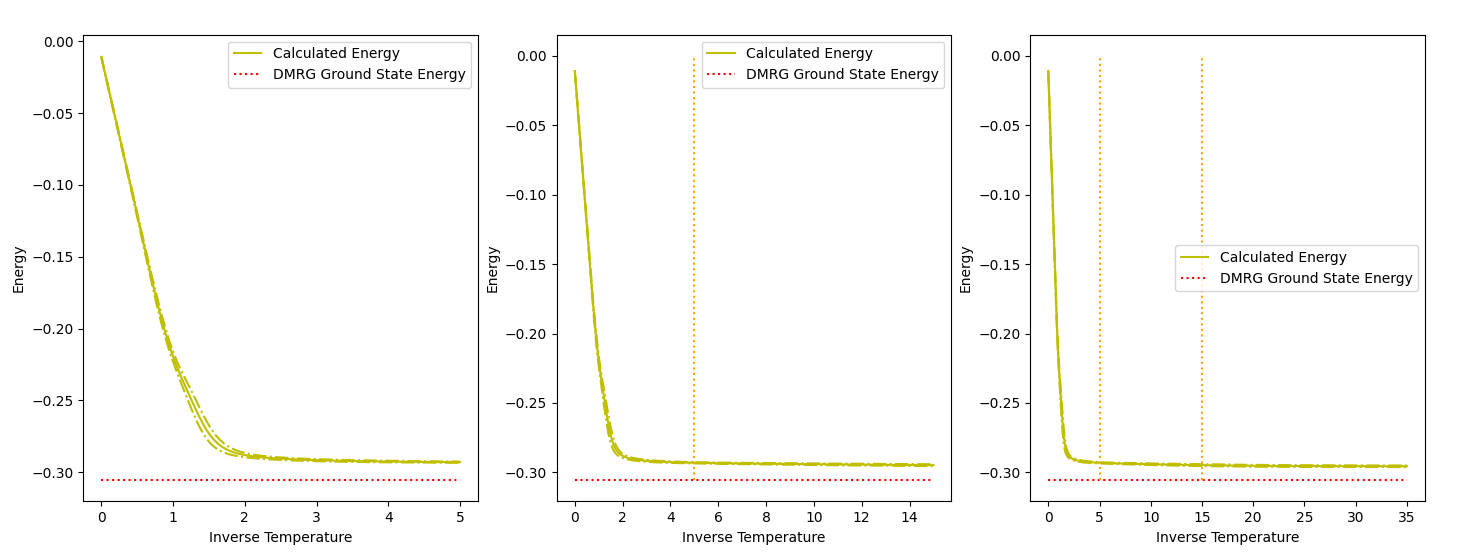 Calculated Energy
DMRG Ground State Energy
0.00
−0.05
−0.10
−0.15
−0.20
−0.25
−0.30
Energy
0 1 2 3 4 5
Inverse Temperature
Calculated Energy
DMRG Ground State Energy
0.00
−0.05
−0.10
−0.15
−0.20
−0.25
−0.30
Energy
0 2 4 6 8 10 12 14
Inverse Temperature
Calculated Energy
DMRG Ground State Energy
0.00
−0.05
−0.10
−0.15
−0.20
−0.25
−0.30
Energy
0 5 10 15 20 25 30 35
Inverse Temperature